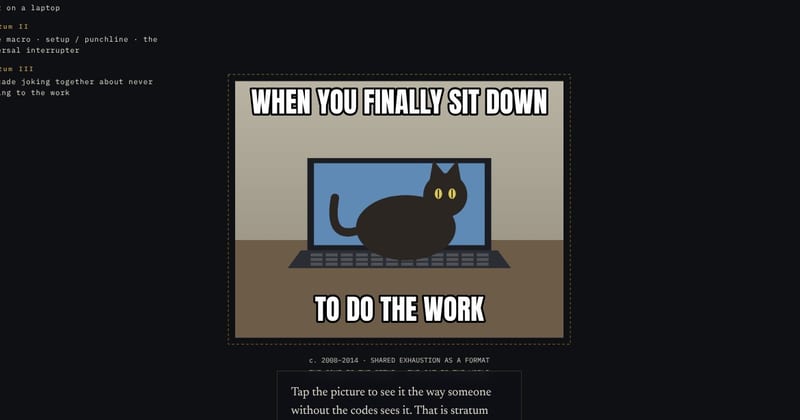 on a laptop
tum II
macro · setup / punchline · the
ersal interrupter
tum III
ade joking together about never
ing to the work
WHEN YOU FINALLY SIT DOWN
TO DO THE WORK
c. 2008–2014 · SHARED EXHAUSTION AS A FORMAT
Tap the picture to see it the way someone
without the codes sees it. That is stratum